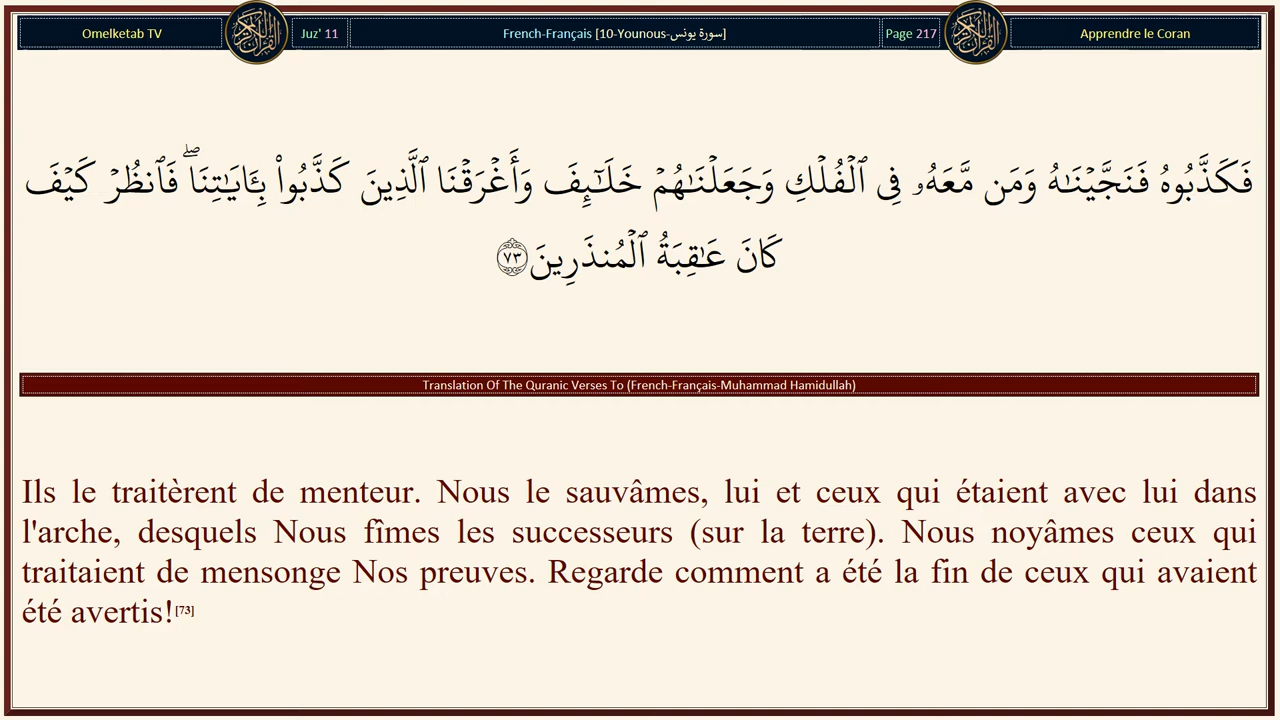 Omelketab TV
Juz' 11
French-Français [10-Younous-سورة يونس]
Page 217
Apprendre le Coran
فَكَذَّبُوهُ فَنَجَّيۡنَٰهُ وَمَن مَّعَهُۥ فِي ٱلۡفُلۡكِ وَجَعَلۡنَٰهُمۡ خَلَٰٓئِفَ وَأَغۡرَقۡنَا ٱلَّذِينَ كَذَّبُواْ بِـَٔايَٰتِنَاۖ فَٱنظُرۡ كَيۡفَ
كَانَ عَٰقِبَةُ ٱلۡمُنذَرِينَ ٧٣
Translation Of The Quranic Verses To (French-Français-Muhammad Hamidullah)
Ils le traitèrent de menteur. Nous le sauvâmes, lui et ceux qui étaient avec lui dans
l'arche, desquels Nous fîmes les successeurs (sur la terre). Nous noyâmes ceux qui
traitaient de mensonge Nos preuves. Regarde comment a été la fin de ceux qui avaient
été avertis![73]